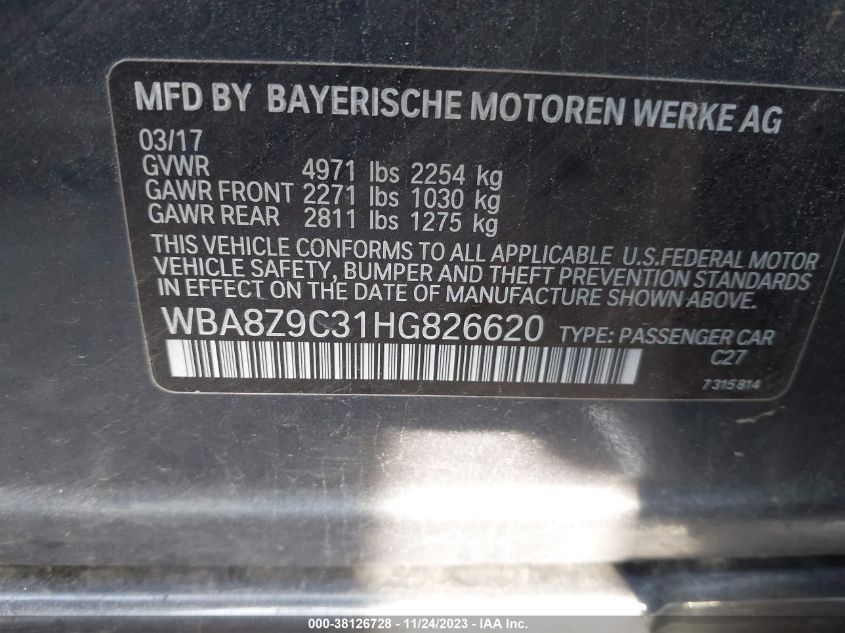 MFD BY BAYERISCHE MOTOREN WERKE AG
03/17
GVWR 4971 lbs 2254 kg
GAWR FRONT 2271 lbs 1030 kg
GAWR REAR 2811 lbs 1275 kg
THIS VEHICLE CONFORMS TO ALL APPLICABLE U.S.FEDERAL MOTOR
VEHICLE SAFETY, BUMPER AND THEFT PREVENTION STANDARDS
IN EFFECT ON THE DATE OF MANUFACTURE SHOWN ABOVE.
WBA8Z9C31HG826620 TYPE: PASSENGER CAR
C27
7315814
000-38126728 - 11/24/2023 - IAA Inc.